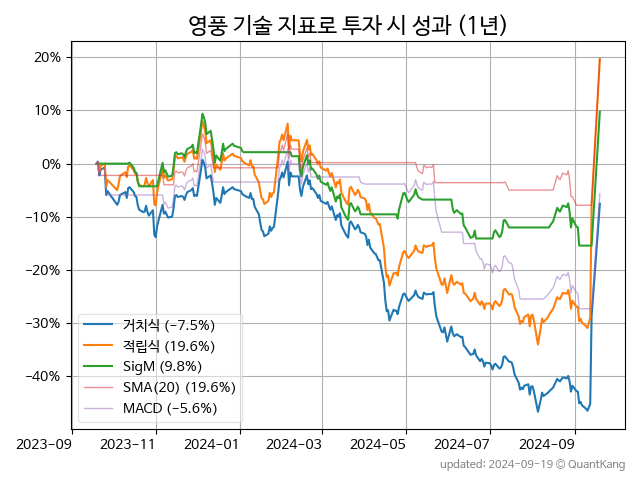 영풍 기술 지표로 투자 시 성과 (1년)
20%
10%
0%
−10%
−20%
−30%
−40%
거치식 (−7.5%)
적립식 (19.6%)
SigM (9.8%)
SMA(20) (19.6%)
MACD (−5.6%)
2023-09
2023-11
2024-01
2024-03
2024-05
2024-07
2024-09
updated: 2024-09-19 © QuantKang